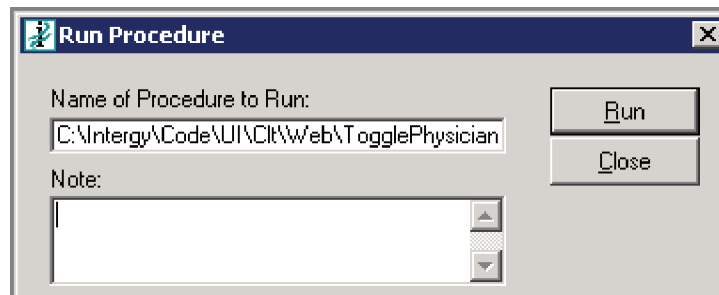 Run Procedure
Name of Procedure to Run:
Run
C:\Intergy\Code\UI\Clt\Web\TogglePhysician
Close
Note: